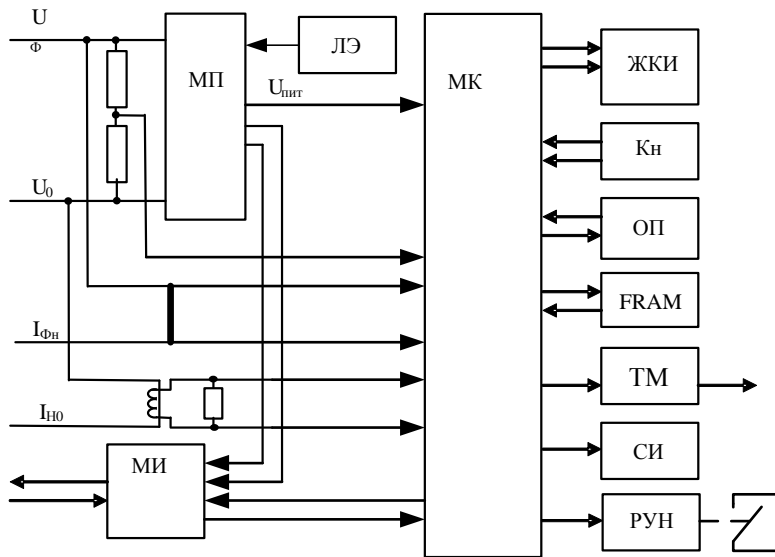 U
Ф
ЛЭ
МП
МК
ЖКИ
Uпит
Кн
U0
ОП
FRAM
IФн
ТМ
IН0
МИ
СИ
РУН